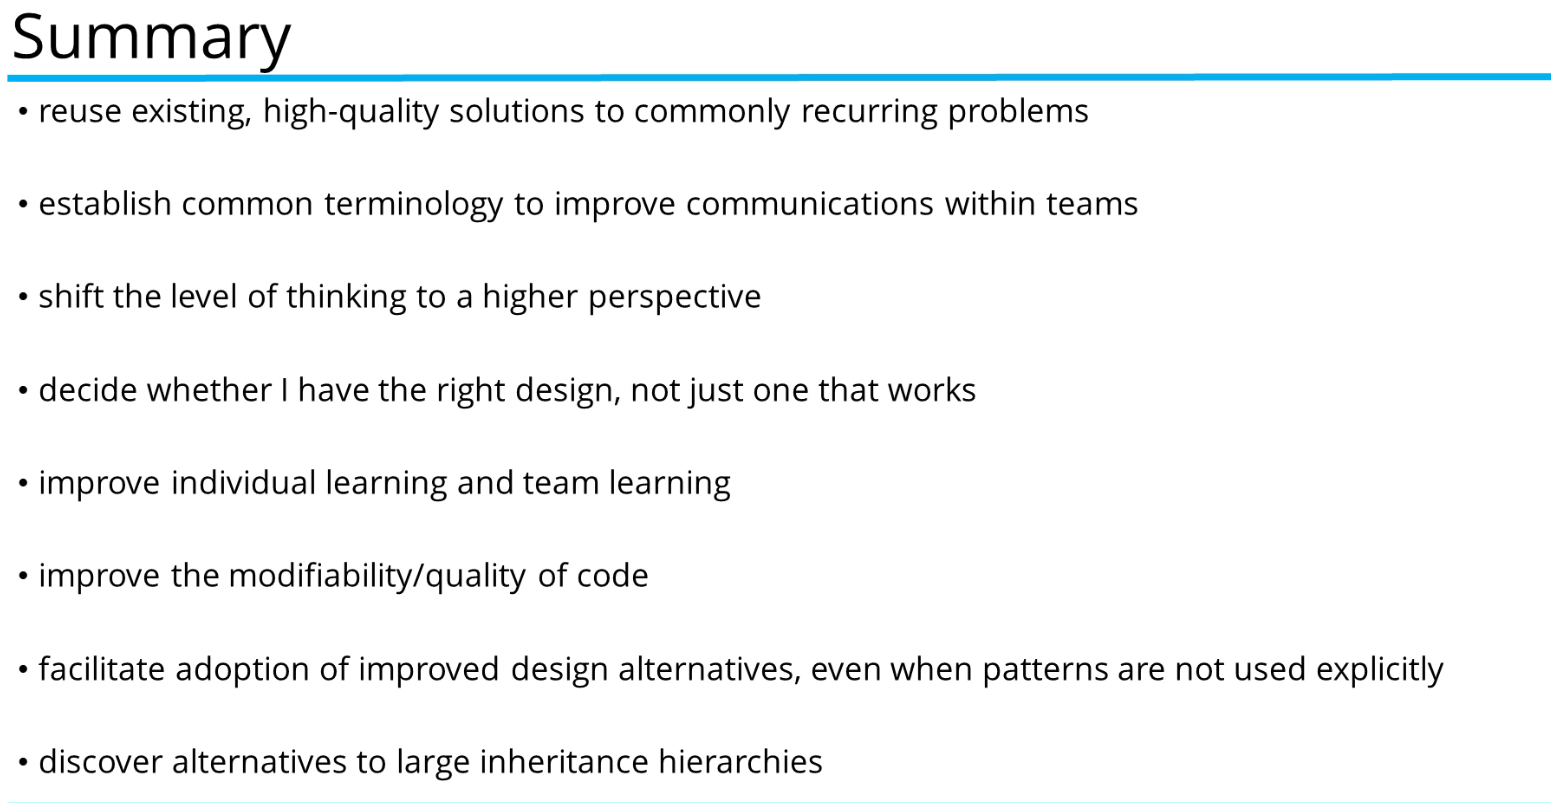 Summary
• reuse existing, high-quality solutions to commonly recurring problems
• establish common terminology to improve communications within teams
• shift the level of thinking to a higher perspective
• decide whether I have the right design, not just one that works
• improve individual learning and team learning
• improve the modifiability/quality of code
• facilitate adoption of improved design alternatives, even when patterns are not used explicitly
• discover alternatives to large inheritance hierarchies